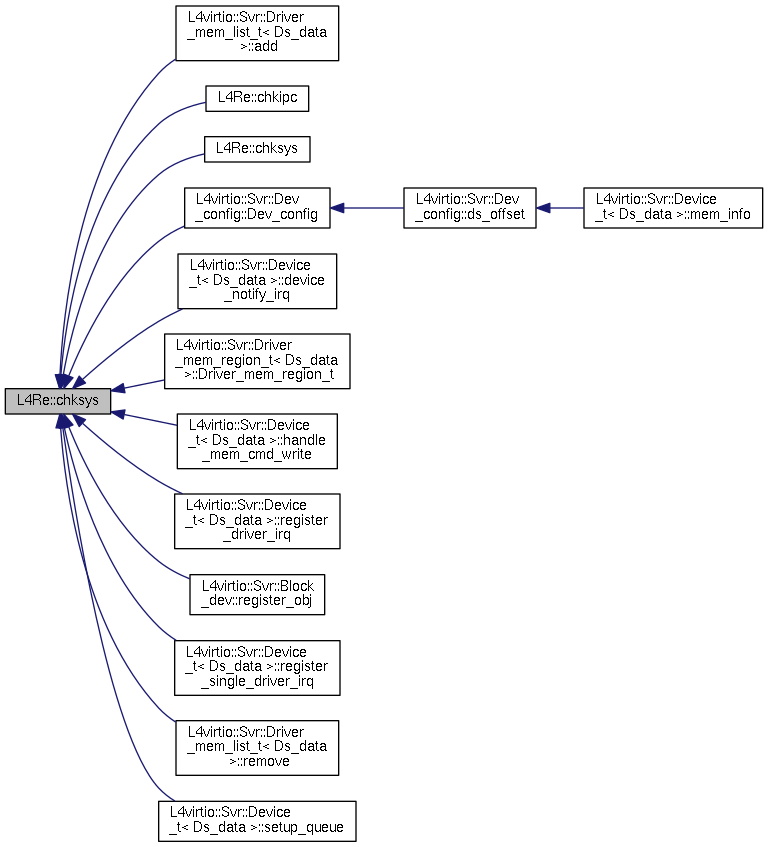 L4virtio::Svr::Driver
_mem_list_t< Ds_data
>::add
L4Re::chkipc
L4Re::chksys
L4virtio::Svr::Dev
_config::Dev_config
L4virtio::Svr::Dev
_config::ds_offset
L4virtio::Svr::Device
_t< Ds_data >::mem_info
L4virtio::Svr::Device
_t< Ds_data >::device
_notify_irq
L4virtio::Svr::Driver
_mem_region_t< Ds_data
>::Driver_mem_region_t
L4Re::chksys
L4virtio::Svr::Device
_t< Ds_data >::handle
_mem_cmd_write
L4virtio::Svr::Device
_t< Ds_data >::register
_driver_irq
L4virtio::Svr::Block
_dev::register_obj
L4virtio::Svr::Device
_t< Ds_data >::register
_single_driver_irq
L4virtio::Svr::Driver
_mem_list_t< Ds_data
>::remove
L4virtio::Svr::Device
_t< Ds_data >::setup_queue